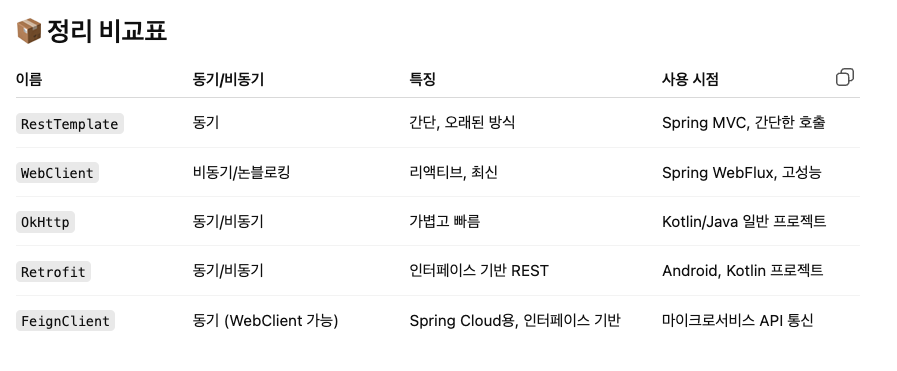 📦 정리 비교표
이름 동기/비동기 특징 사용 시점
RestTemplate 동기 간단, 오래된 방식 Spring MVC, 간단한 호출
WebClient 비동기/논블로킹 리액티브, 최신 Spring WebFlux, 고성능
OkHttp 동기/비동기 가볍고 빠름 Kotlin/Java 일반 프로젝트
Retrofit 동기/비동기 인터페이스 기반 REST Android, Kotlin 프로젝트
FeignClient 동기 (WebClient 가능) Spring Cloud용, 인터페이스 기반 마이크로서비스 API 통신